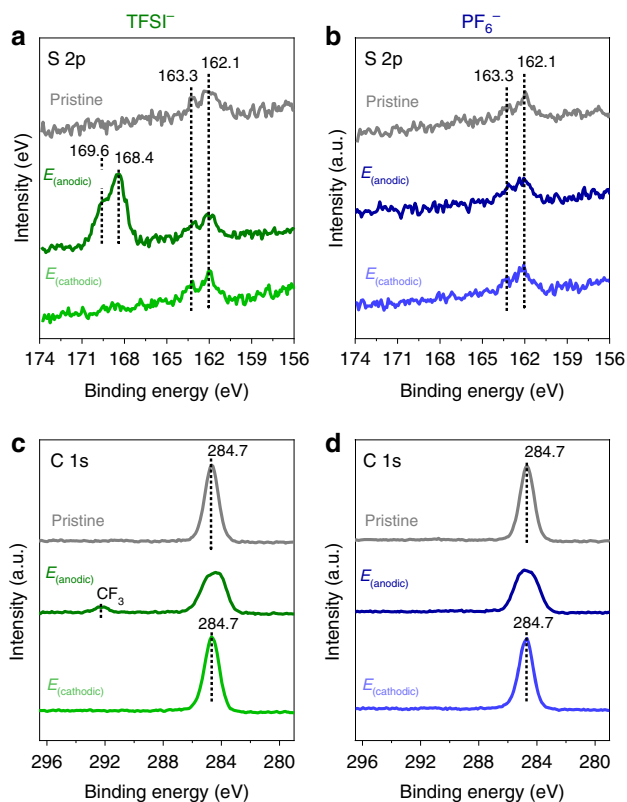 TFSI⁻
PF₆⁻
a
S 2p
163.3
162.1
Pristine
169.6
168.4
E(anodic)
E(cathodic)
Intensity (eV)
174 171 168 165 162 159 156
Binding energy (eV)
b
S 2p
163.3
162.1
Pristine
E(anodic)
E(cathodic)
Intensity (a.u.)
174 171 168 165 162 159 156
Binding energy (eV)
c
C 1s
284.7
Pristine
E(anodic)
CF₃
284.7
E(cathodic)
Intensity (a.u.)
296 292 288 284 280
Binding energy (eV)
d
C 1s
284.7
Pristine
E(anodic)
284.7
E(cathodic)
Intensity (a.u.)
296 292 288 284 280
Binding energy (eV)